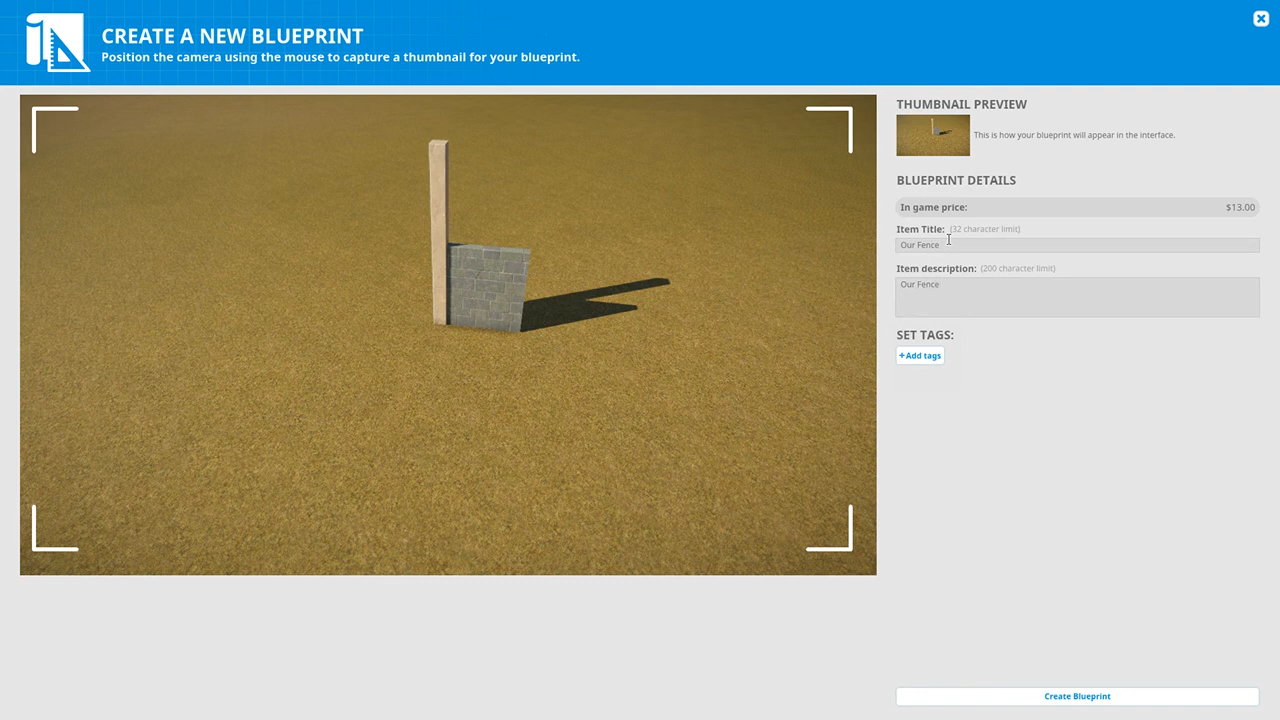 CREATE A NEW BLUEPRINT
Position the camera using the mouse to capture a thumbnail for your blueprint.
THUMBNAIL PREVIEW
This is how your blueprint will appear in the interface.
BLUEPRINT DETAILS
In game price: $13.00
Item Title: (32 character limit)
Our Fence
Item description: (200 character limit)
Our Fence
SET TAGS:
+Add tags
Create Blueprint